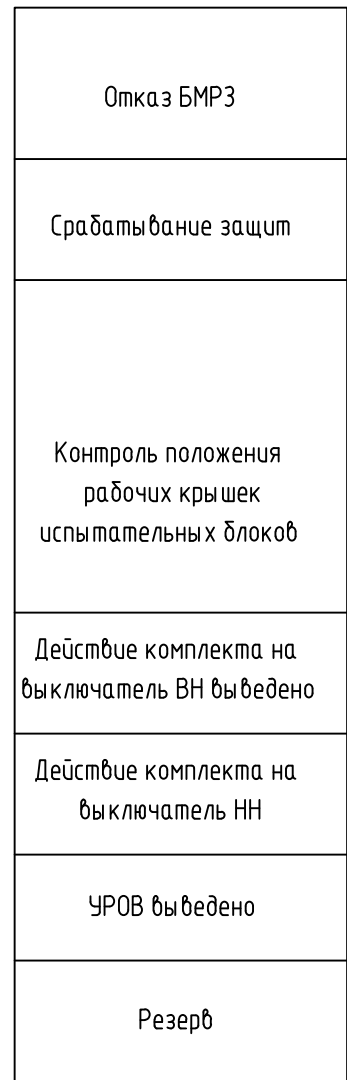 Отказ БМРЗ
Срабатывание защит
Контроль положения
рабочих крышек
испытательных блоков
Действие комплекта на
выключатель ВН выведено
Действие комплекта на
выключатель НН
УРОВ выведено
Резерв